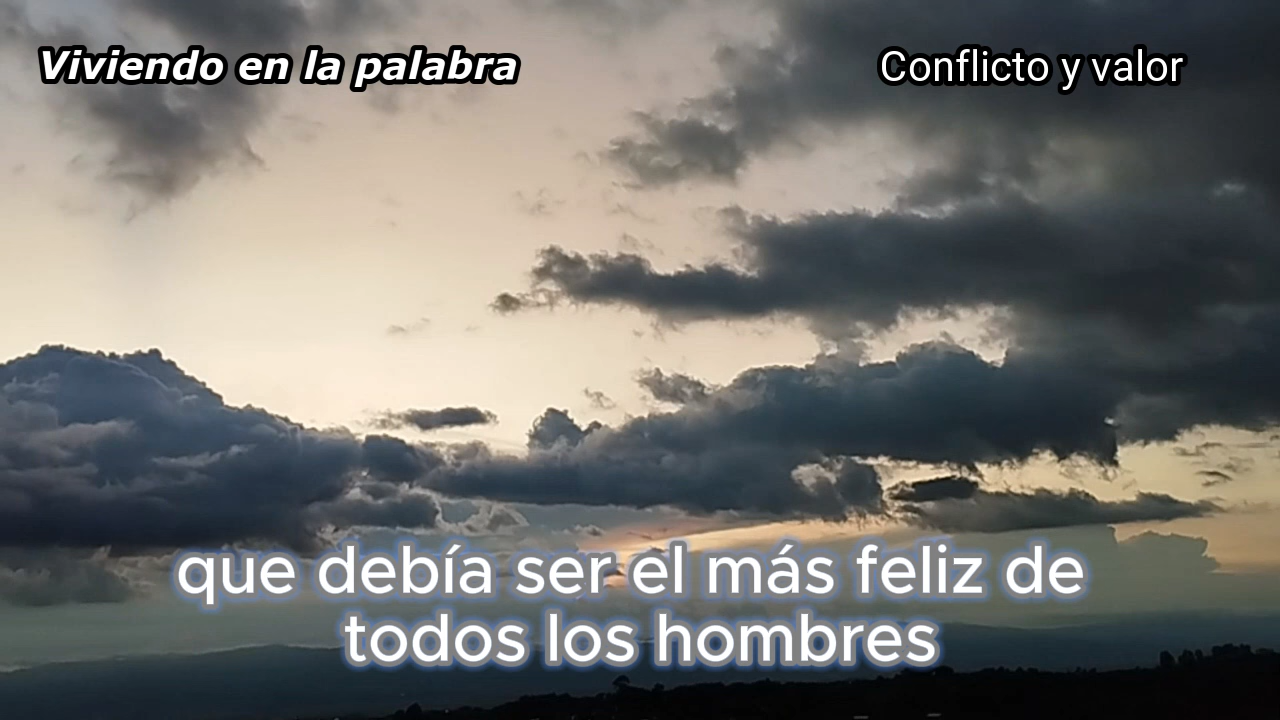 Viviendo en la palabra
Conflicto y valor
que debía ser el más feliz de
todos los hombres